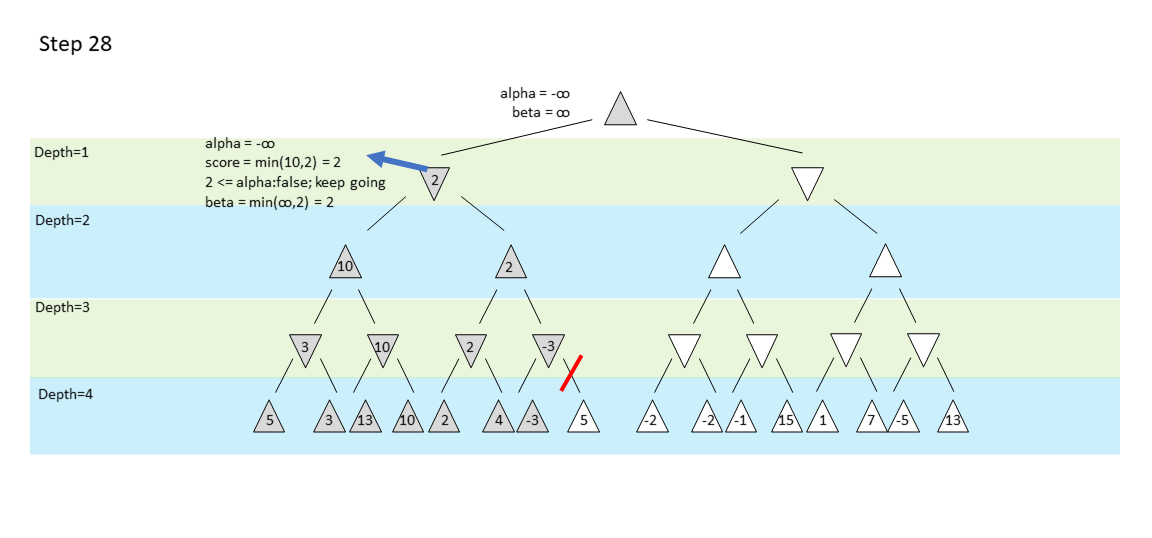 Step 28
alpha = -∞
beta = ∞
Depth=1
alpha = -∞
score = min(10,2) = 2
2 <= alpha:false; keep going
beta = min(∞,2) = 2
2
Depth=2
10
2
Depth=3
3
10
2
-3
Depth=4
5
3
13
10
2
4
-3
5
-2
-2
-1
15
1
7
-5
13